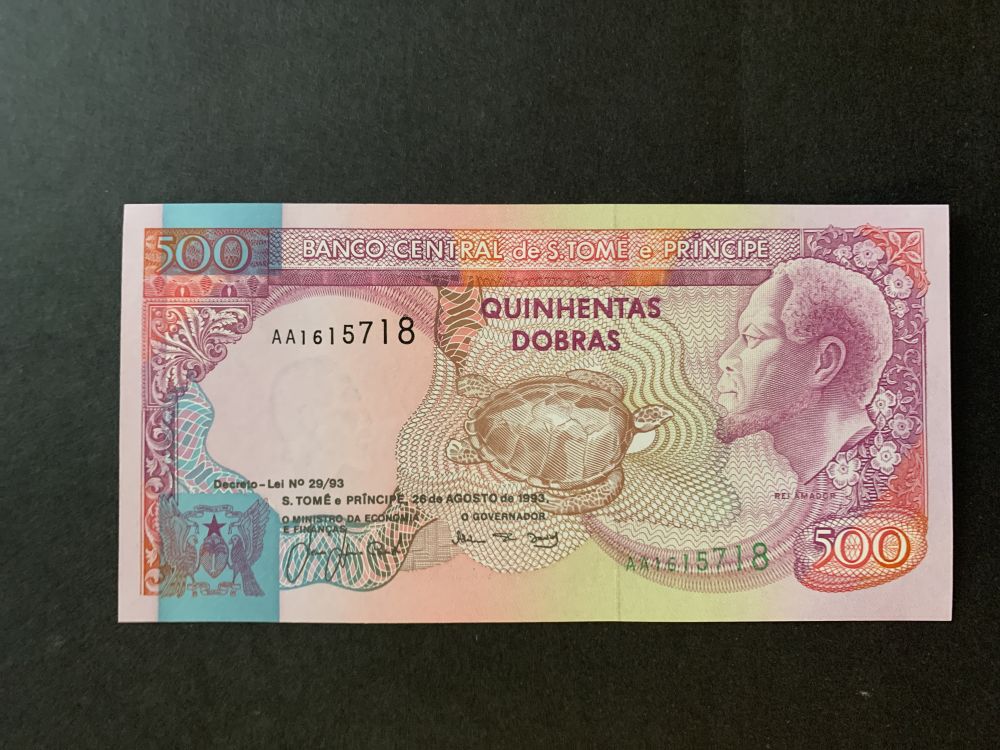 500
BANCO CENTRAL de S.TOMÉ e PRÍNCIPE
QUINHENTAS
DOBRAS
AA1615718
Decreto-Lei Nº 29/93
S. TOMÉ e PRÍNCIPE, 26 de AGOSTO de 1993.
O MINISTRO DA ECONOMIA
E FINANÇAS
O GOVERNADOR
REI AMADOR
AA1615718
500